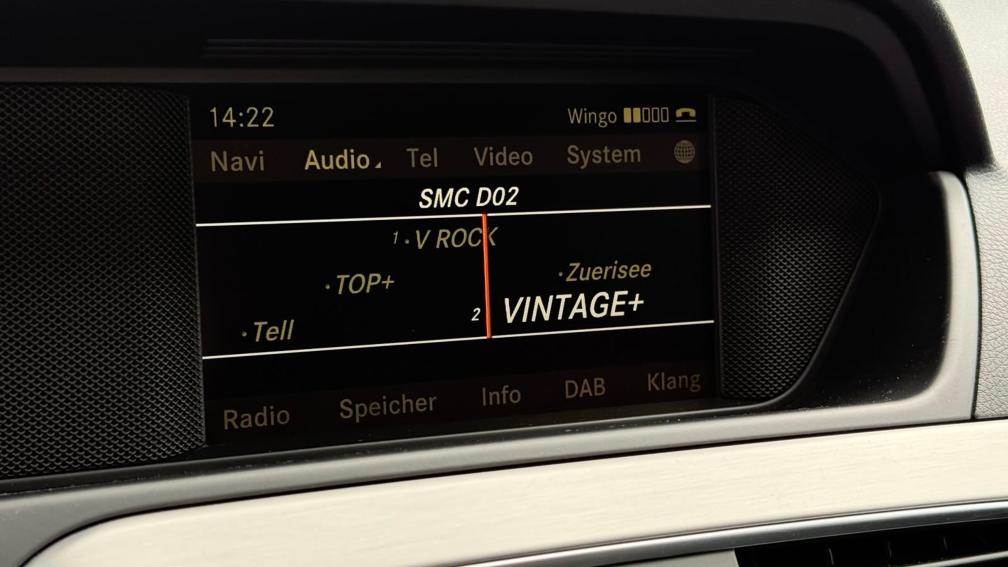 14:22 Wingo
Navi Audio Tel Video System
SMC D02
1 · V ROCK
· TOP+ · Zuerisee
2 VINTAGE+
· Tell
Radio Speicher Info DAB Klang